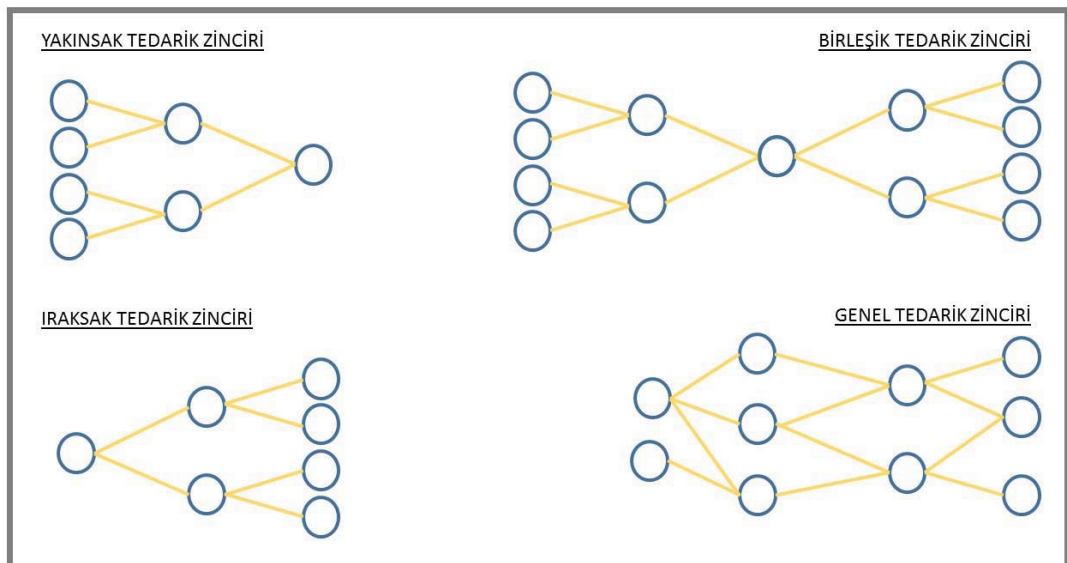 YAKINSAK TEDARİK ZİNCİRİ
BİRLEŞİK TEDARİK ZİNCİRİ
IRAKSAK TEDARİK ZİNCİRİ
GENEL TEDARİK ZİNCİRİ